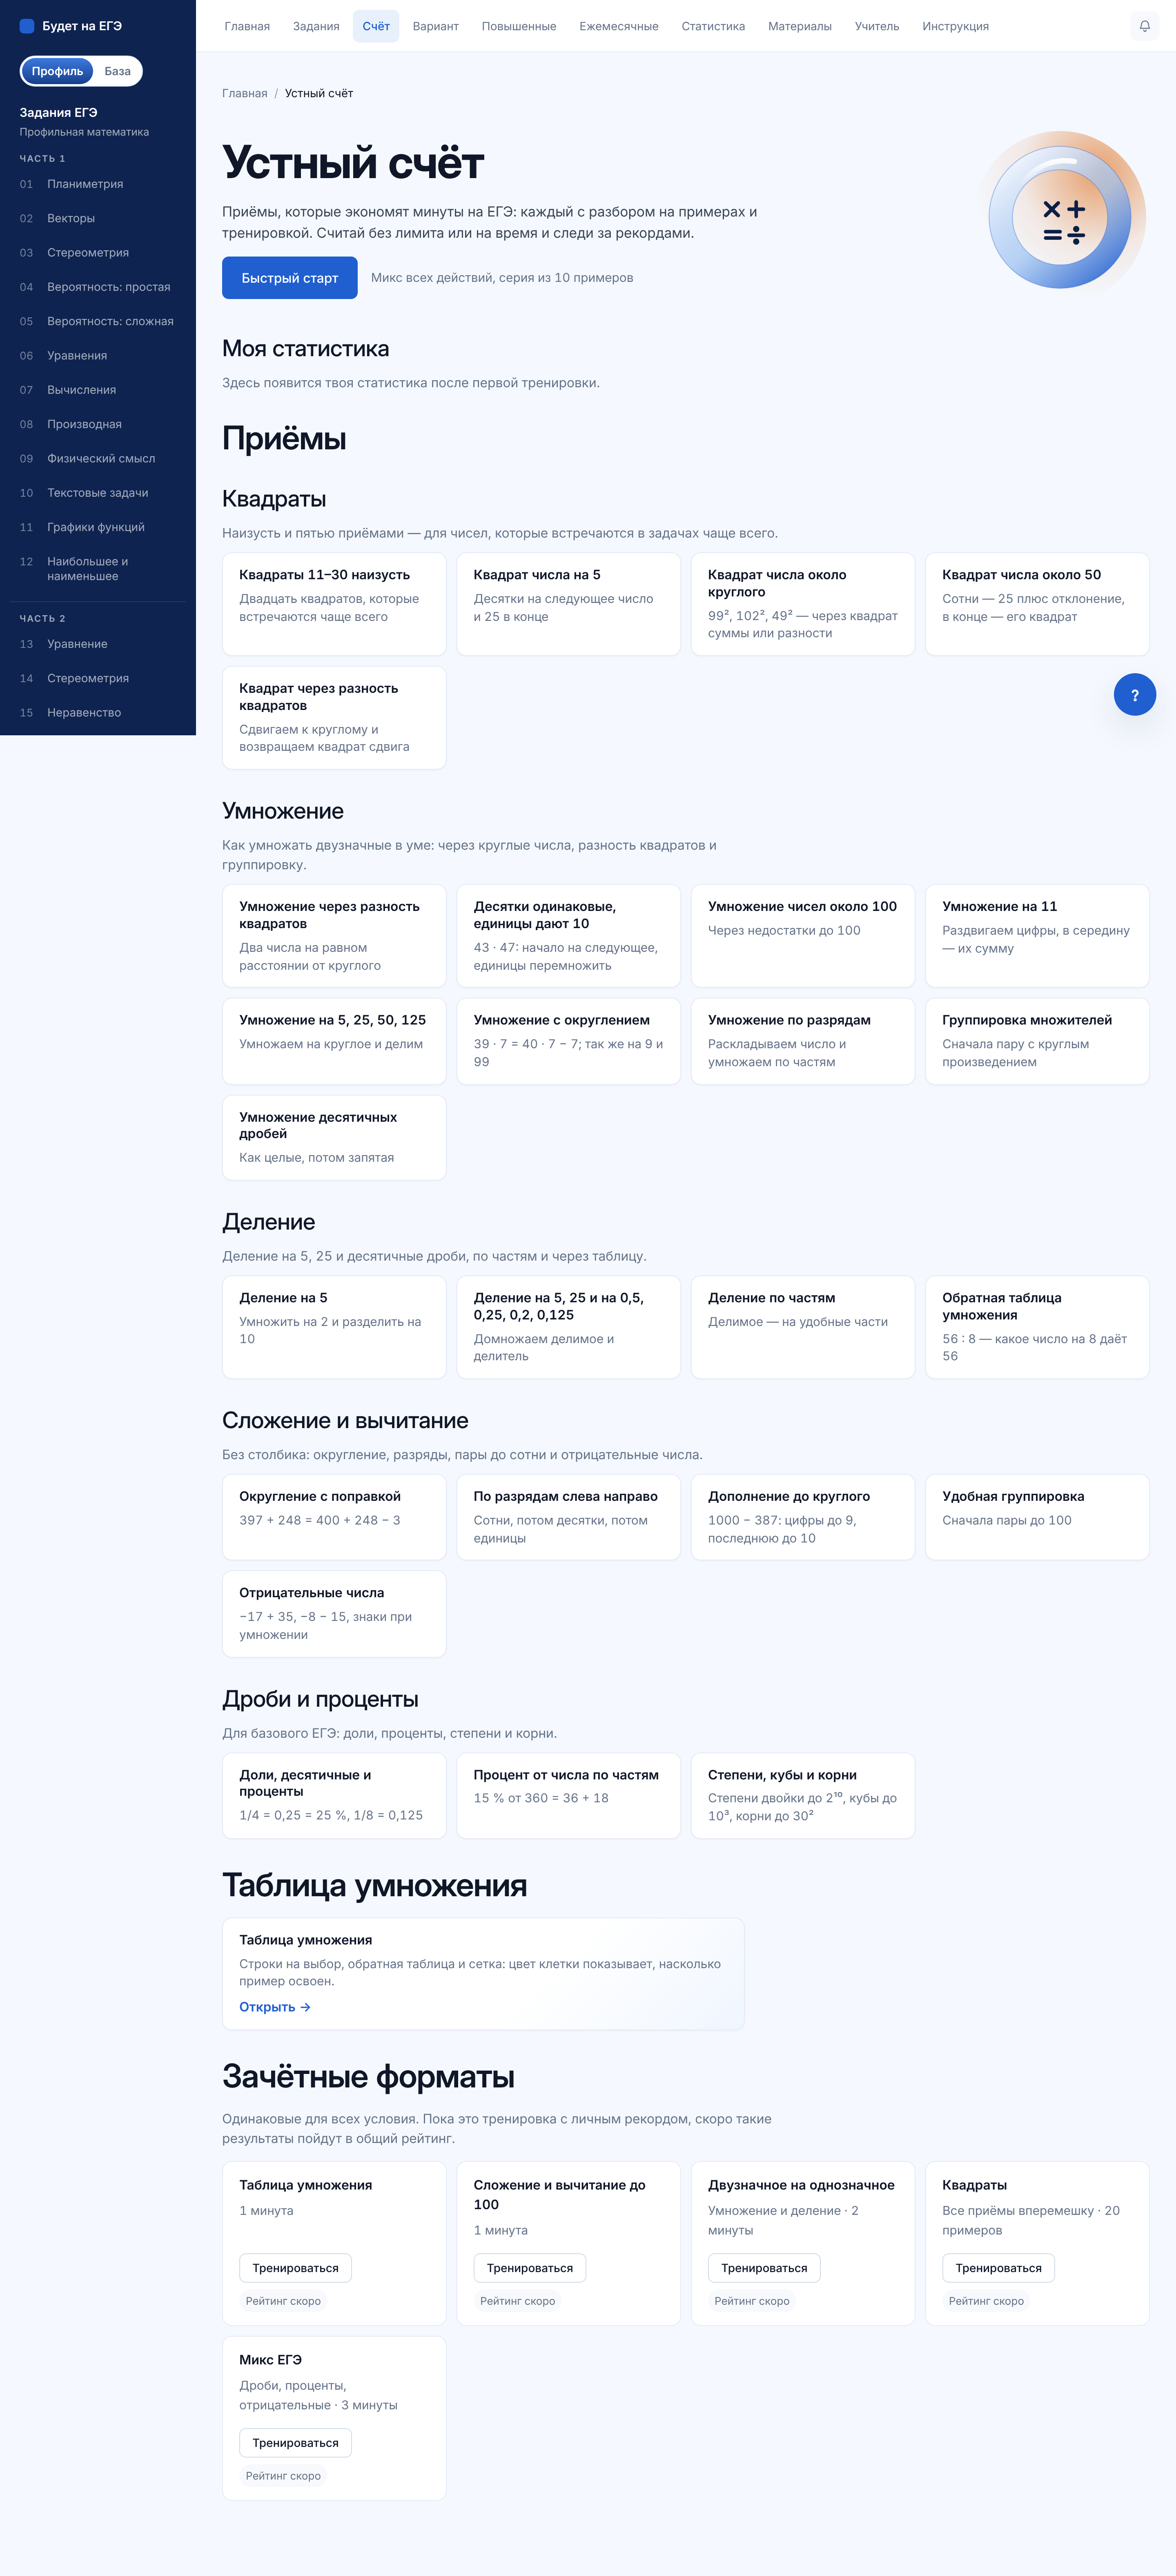 Будет на ЕГЭ
Профиль
База
Задания ЕГЭ
Профильная математика
ЧАСТЬ 1
01 Планиметрия
02 Векторы
03 Стереометрия
04 Вероятность: простая
05 Вероятность: сложная
06 Уравнения
07 Вычисления
08 Производная
09 Физический смысл
10 Текстовые задачи
11 Графики функций
12 Наибольшее и
наименьшее
ЧАСТЬ 2
13 Уравнение
14 Стереометрия
15 Неравенство
Главная Задания Счёт Вариант Повышенные Ежемесячные Статистика Материалы Учитель Инструкция
Главная / Устный счёт
Устный счёт
Приёмы, которые экономят минуты на ЕГЭ: каждый с разбором на примерах и
тренировкой. Считай без лимита или на время и следи за рекордами.
Быстрый старт
Микс всех действий, серия из 10 примеров
× +
= ÷
Моя статистика
Здесь появится твоя статистика после первой тренировки.
Приёмы
Квадраты
Наизусть и пятью приёмами — для чисел, которые встречаются в задачах чаще всего.
Квадраты 11–30 наизусть
Двадцать квадратов, которые
встречаются чаще всего
Квадрат числа на 5
Десятки на следующее число
и 25 в конце
Квадрат числа около
круглого
99², 102², 49² — через квадрат
суммы или разности
Квадрат числа около 50
Сотни — 25 плюс отклонение,
в конце — его квадрат
Квадрат через разность
квадратов
Сдвигаем к круглому и
возвращаем квадрат сдвига
?
Умножение
Как умножать двузначные в уме: через круглые числа, разность квадратов и
группировку.
Умножение через разность
квадратов
Два числа на равном
расстоянии от круглого
Десятки одинаковые,
единицы дают 10
43 · 47: начало на следующее,
единицы перемножить
Умножение чисел около 100
Через недостатки до 100
Умножение на 11
Раздвигаем цифры, в середину
— их сумму
Умножение на 5, 25, 50, 125
Умножаем на круглое и делим
Умножение с округлением
39 · 7 = 40 · 7 − 7; так же на 9 и
99
Умножение по разрядам
Раскладываем число и
умножаем по частям
Группировка множителей
Сначала пару с круглым
произведением
Умножение десятичных
дробей
Как целые, потом запятая
Деление
Деление на 5, 25 и десятичные дроби, по частям и через таблицу.
Деление на 5
Умножить на 2 и разделить на
10
Деление на 5, 25 и на 0,5,
0,25, 0,2, 0,125
Домножаем делимое и
делитель
Деление по частям
Делимое — на удобные части
Обратная таблица
умножения
56 : 8 — какое число на 8 даёт
56
Сложение и вычитание
Без столбика: округление, разряды, пары до сотни и отрицательные числа.
Округление с поправкой
397 + 248 = 400 + 248 − 3
По разрядам слева направо
Сотни, потом десятки, потом
единицы
Дополнение до круглого
1000 − 387: цифры до 9,
последнюю до 10
Удобная группировка
Сначала пары до 100
Отрицательные числа
−17 + 35, −8 − 15, знаки при
умножении
Дроби и проценты
Для базового ЕГЭ: доли, проценты, степени и корни.
Доли, десятичные и
проценты
1/4 = 0,25 = 25 %, 1/8 = 0,125
Процент от числа по частям
15 % от 360 = 36 + 18
Степени, кубы и корни
Степени двойки до 2¹⁰, кубы до
10³, корни до 30²
Таблица умножения
Таблица умножения
Строки на выбор, обратная таблица и сетка: цвет клетки показывает, насколько
пример освоен.
Открыть →
Зачётные форматы
Одинаковые для всех условия. Пока это тренировка с личным рекордом, скоро такие
результаты пойдут в общий рейтинг.
Таблица умножения
1 минута
Тренироваться
Рейтинг скоро
Сложение и вычитание до
100
1 минута
Тренироваться
Рейтинг скоро
Двузначное на однозначное
Умножение и деление · 2
минуты
Тренироваться
Рейтинг скоро
Квадраты
Все приёмы вперемешку · 20
примеров
Тренироваться
Рейтинг скоро
Микс ЕГЭ
Дроби, проценты,
отрицательные · 3 минуты
Тренироваться
Рейтинг скоро